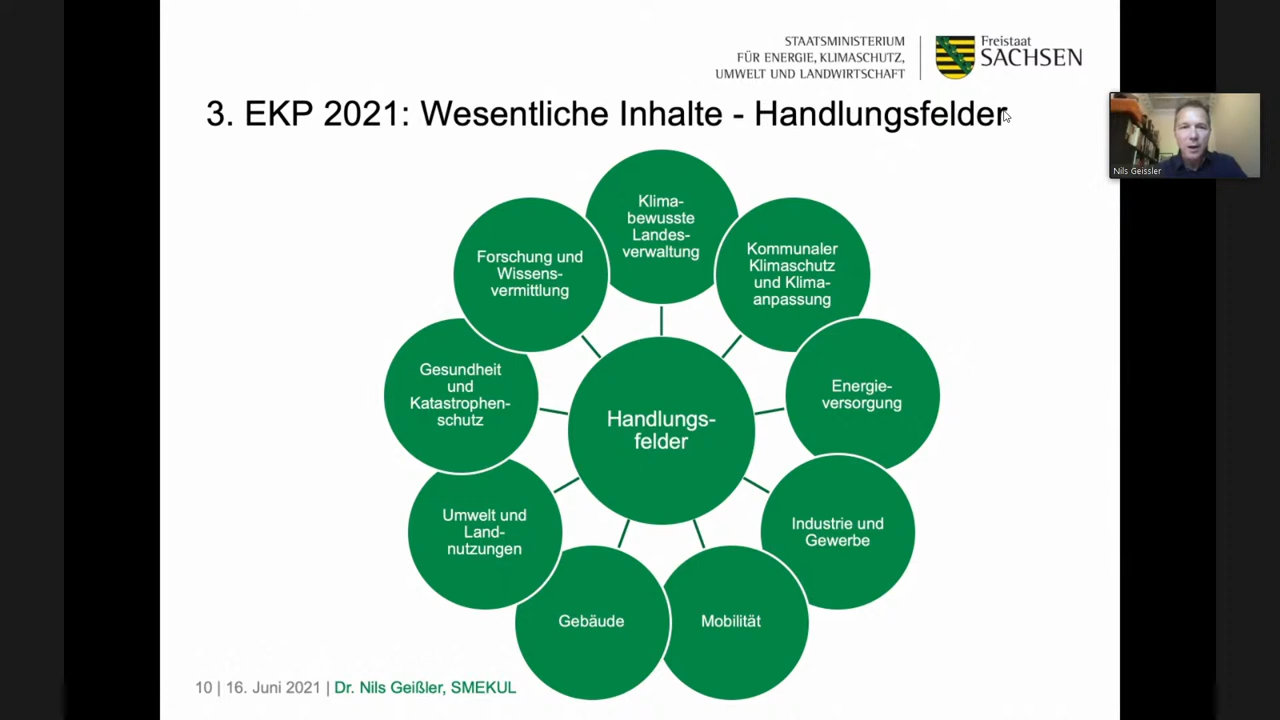 STAATSMINISTERIUM
FÜR ENERGIE, KLIMASCHUTZ,
UMWELT UND LANDWIRTSCHAFT
Freistaat
SACHSEN
3. EKP 2021: Wesentliche Inhalte - Handlungsfelder
Nils Geissler
Klima-
bewusste
Landes-
verwaltung
Kommunaler
Klimaschutz
und Klima-
anpassung
Energie-
versorgung
Industrie und
Gewerbe
Mobilität
Gebäude
Umwelt und
Land-
nutzungen
Gesundheit
und
Katastrophen-
schutz
Forschung und
Wissens-
vermittlung
Handlungs-
felder
10 | 16. Juni 2021 | Dr. Nils Geißler, SMEKUL